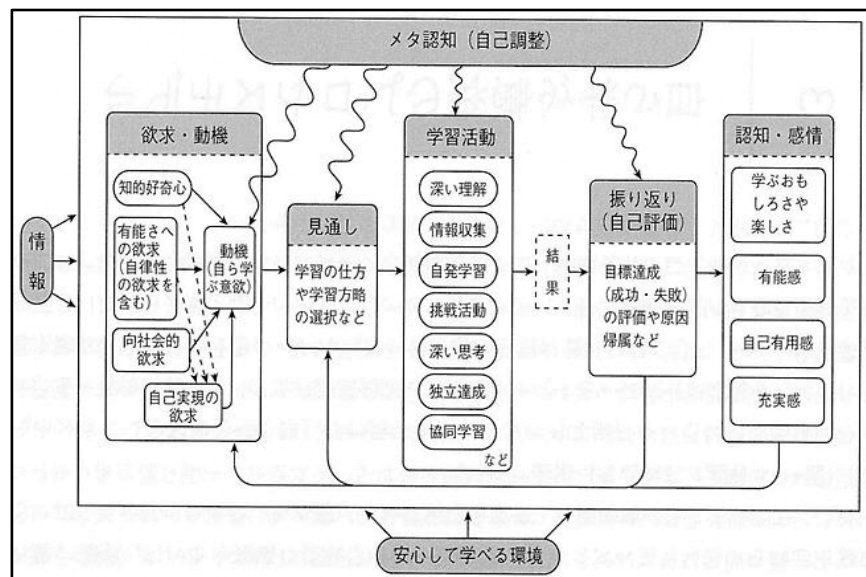 メタ認知（自己調整）
情報
欲求・動機
知的好奇心
有能さへ
の欲求
（自律性
の欲求を
含む）
向社会的
欲求
動機
（自ら学
ぶ意欲）
自己実現の
欲求
見通し
学習の仕方
や学習方略
の選択など
学習活動
深い理解
情報収集
自発学習
挑戦活動
深い思考
独立達成
協同学習
など
結果
振り返り
（自己評価）
目標達成
（成功・失敗）
の評価や原因
帰属など
認知・感情
学ぶおも
しろさや
楽しさ
有能感
自己有用感
充実感
安心して学べる環境